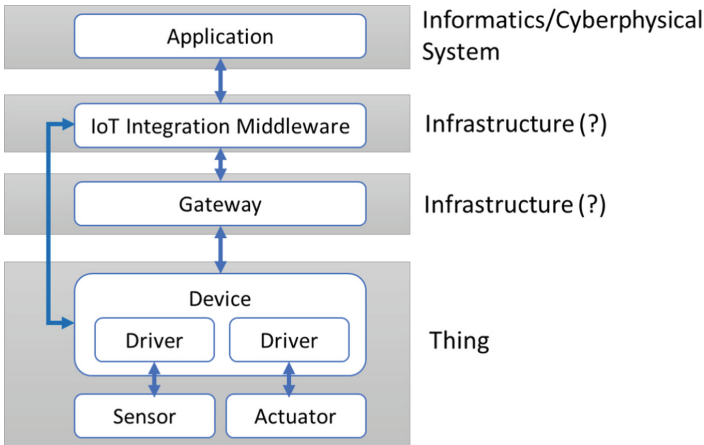 Application
Informatics/Cyberphysical
System
IoT Integration Middleware
Infrastructure (?)
Gateway
Infrastructure (?)
Device
Driver
Driver
Thing
Sensor
Actuator